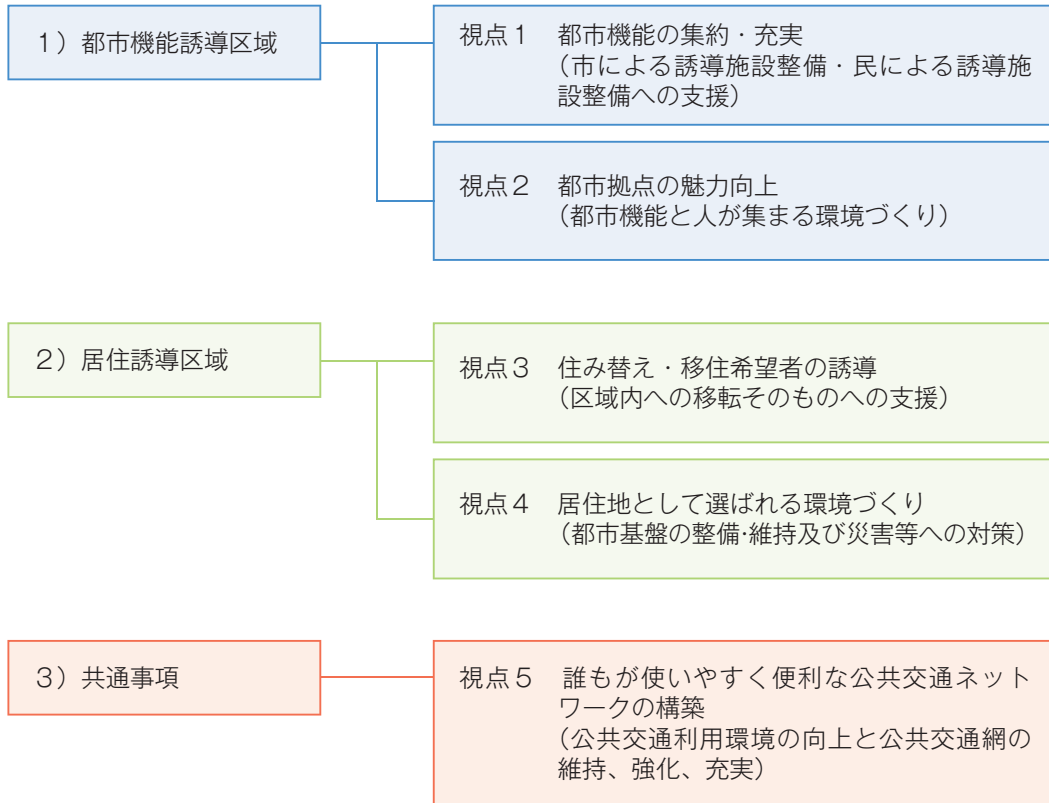 1）都市機能誘導区域
視点1　都市機能の集約・充実
（市による誘導施設整備・民による誘導施
設整備への支援）
視点2　都市拠点の魅力向上
（都市機能と人が集まる環境づくり）
2）居住誘導区域
視点3　住み替え・移住希望者の誘導
（区域内への移転そのものへの支援）
視点4　居住地として選ばれる環境づくり
（都市基盤の整備･維持及び災害等への対策）
3）共通事項
視点5　誰もが使いやすく便利な公共交通ネット
ワークの構築
（公共交通利用環境の向上と公共交通網の
維持、強化、充実）